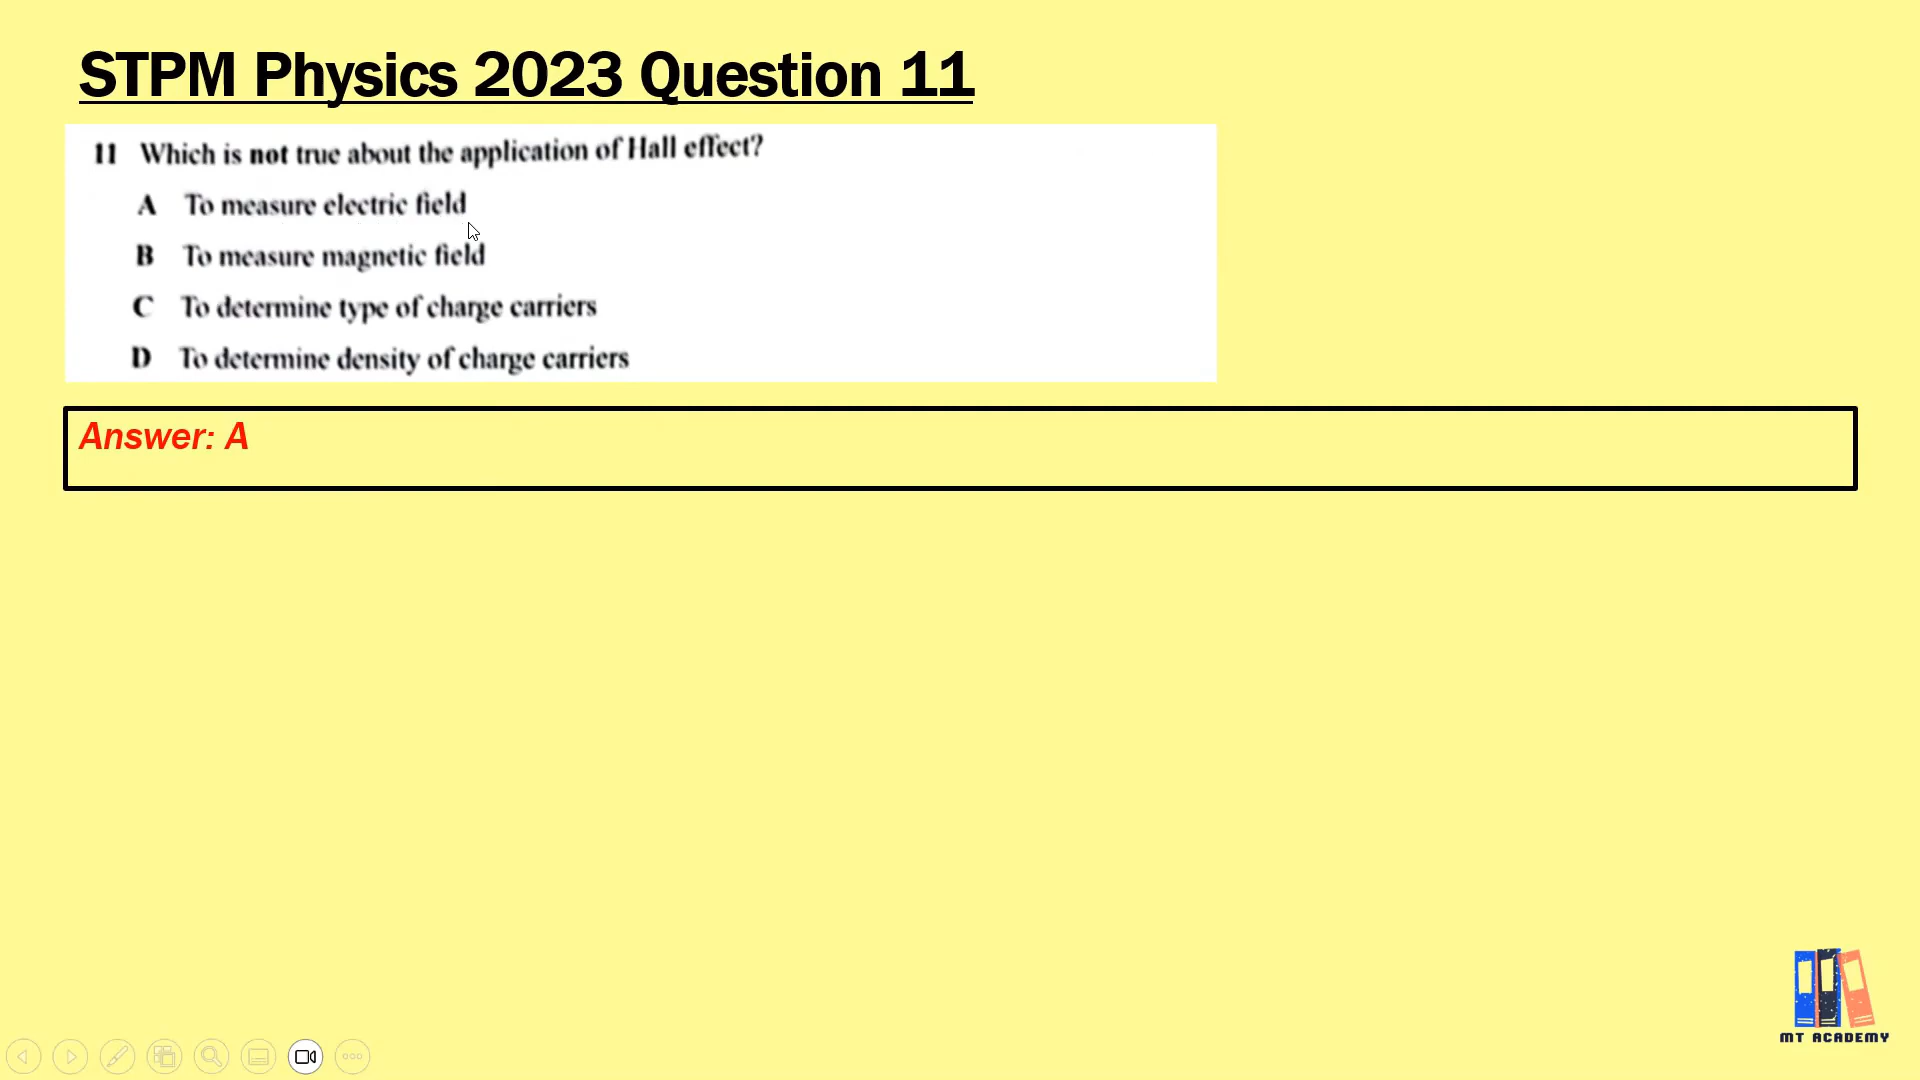 STPM Physics 2023 Question 11
11 Which is not true about the application of Hall effect?
A To measure electric field
B To measure magnetic field
C To determine type of charge carriers
D To determine density of charge carriers
Answer: A
MT ACADEMY